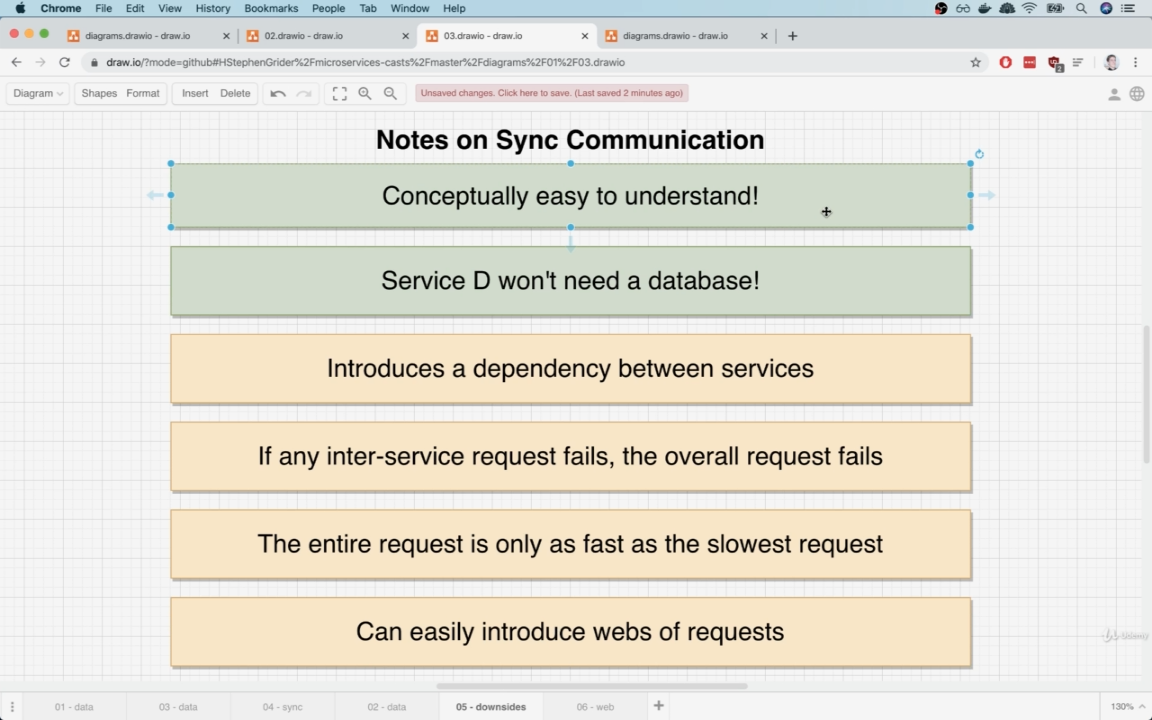 Chrome File Edit View History Bookmarks People Tab Window Help
diagrams.drawio - draw.io 02.drawio - draw.io 03.drawio - draw.io diagrams.drawio - draw.io
draw.io/?mode=github#HStephenGrider%2Fmicroservices-casts%2Fmaster%2Fdiagrams%2F01%2F03.drawio
Diagram Shapes Format Insert Delete Unsaved changes. Click here to save. (Last saved 2 minutes ago)
Notes on Sync Communication
Conceptually easy to understand!
Service D won't need a database!
Introduces a dependency between services
If any inter-service request fails, the overall request fails
The entire request is only as fast as the slowest request
Can easily introduce webs of requests
Udemy
01 - data 03 - data 04 - sync 02 - data 05 - downsides 06 - web 130%